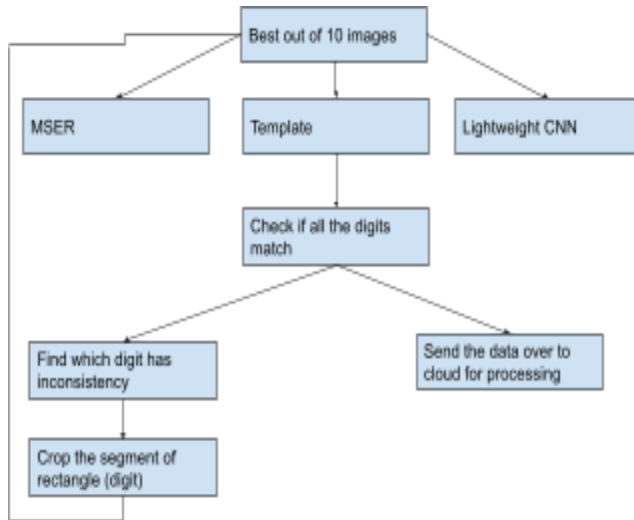 Best out of 10 images
MSER
Template
Lightweight CNN
Check if all the digits
match
Find which digit has
inconsistency
Send the data over to
cloud for processing
Crop the segment of
rectangle (digit)